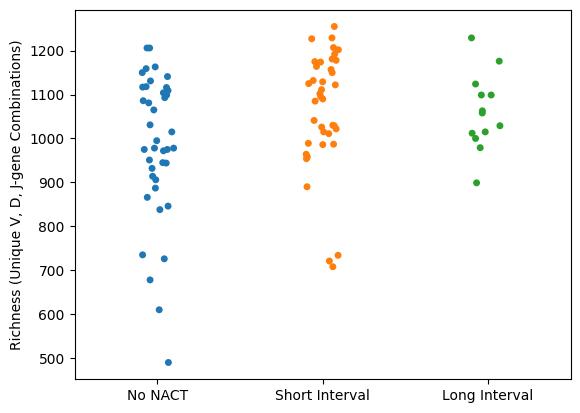 Richness (Unique V, D, J-gene Combinations)
1200
1100
1000
900
800
700
600
500
No NACT
Short Interval
Long Interval